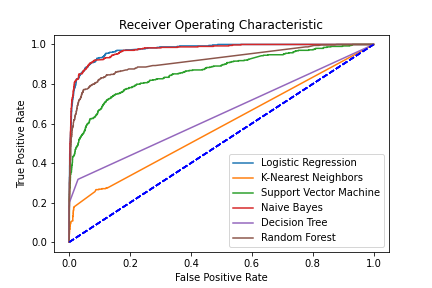 Receiver Operating Characteristic
True Positive Rate
1.0
0.8
0.6
0.4
0.2
0.0
Logistic Regression
K-Nearest Neighbors
Support Vector Machine
Naive Bayes
Decision Tree
Random Forest
0.0 0.2 0.4 0.6 0.8 1.0
False Positive Rate